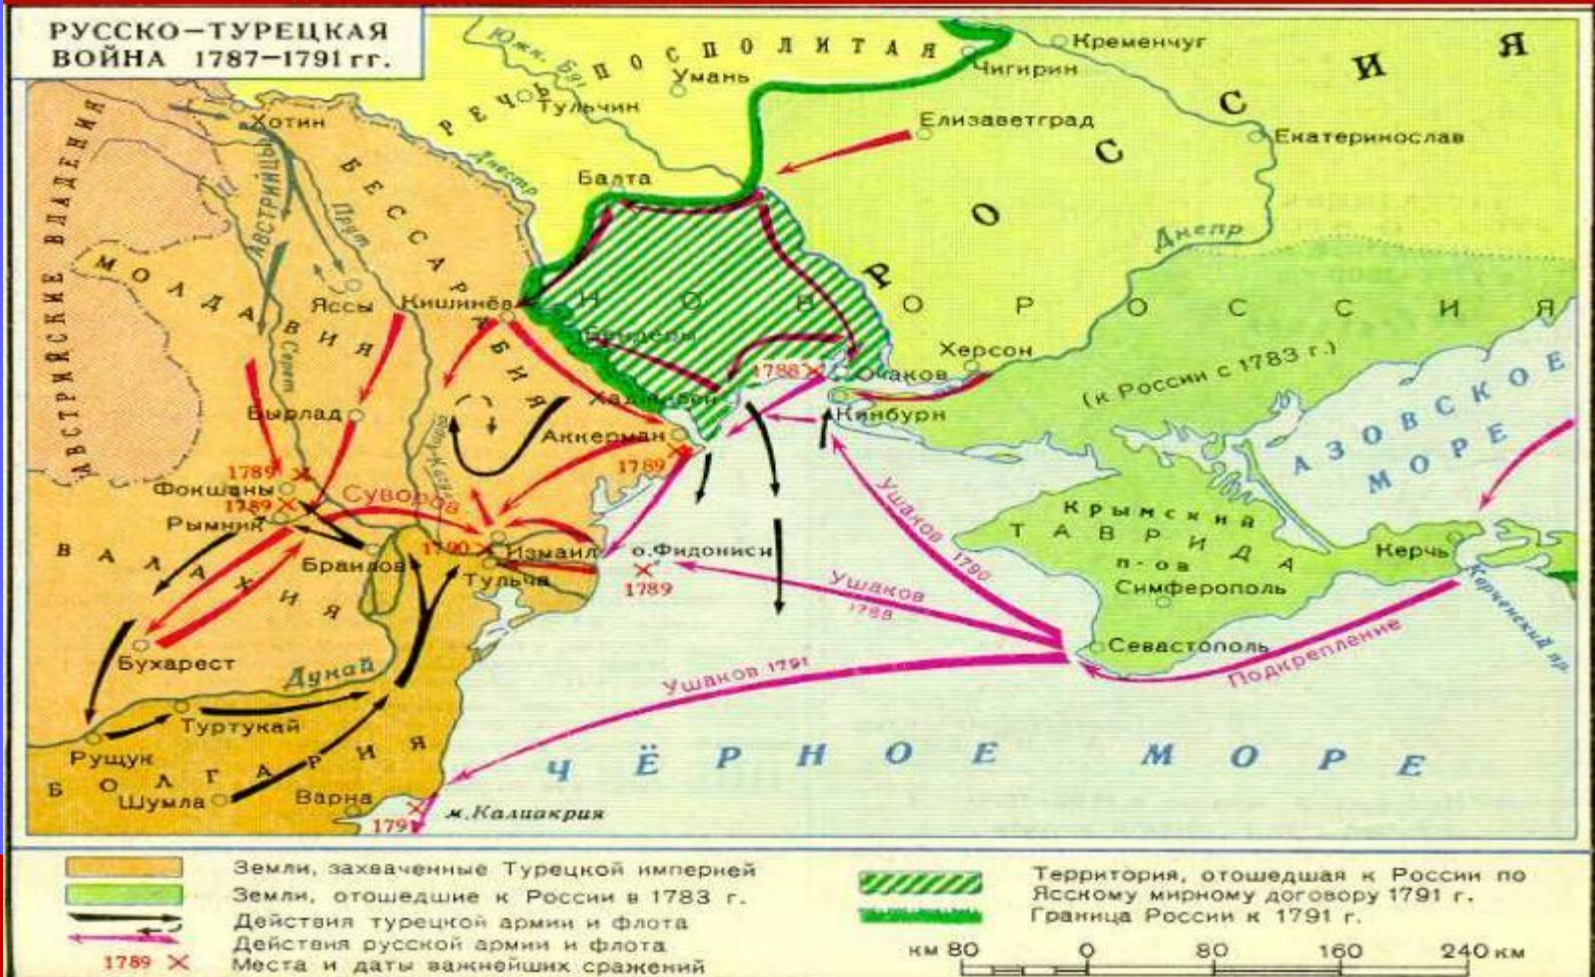 РУССКО-ТУРЕЦКАЯ
ВОЙНА 1787–1791 гг.
РЕЧЬ ПОСПОЛИТАЯ
Южн. Буг
Умань
Тульчин
Кременчуг
Чигирин
Елизаветград
Екатеринослав
РОССИЯ
Хотин
Днестр
Балта
АВСТРИЙСКИЕ ВЛАДЕНИЯ
АВСТРИЙЦЫ
Прут
БЕССАРАБИЯ
МОЛДАВИЯ
Яссы
Кишинёв
Днепр
НОВОРОССИЯ
Бендеры
Херсон
1788
Очаков
(к России с 1783 г.)
Хаджибей
Кинбурн
р.Серет
Бырлад
Аккерман
1789
АЗОВСКОЕ
МОРЕ
1789
Фокшаны
1789
Рымник
Суворов
1790
Измаил
Тульча
Браилов
о.Фидониси
1789
Ушаков 1790
Ушаков
1788
Крымский
ТАВРИДА
п-ов
Симферополь
Керчь
Керченский пр.
Севастополь
Подкрепление
ВАЛАХИЯ
Бухарест
Дунай
Ушаков 1791
Туртукай
Рущук
БОЛГАРИЯ
Шумла
Варна
1791
м.Калиакрия
ЧЁРНОЕ МОРЕ
Земли, захваченные Турецкой империей
Земли, отошедшие к России в 1783 г.
Действия турецкой армии и флота
Действия русской армии и флота
1789 Места и даты важнейших сражений
Территория, отошедшая к России по
Ясскому мирному договору 1791 г.
Граница России к 1791 г.
км 80 0 80 160 240 км